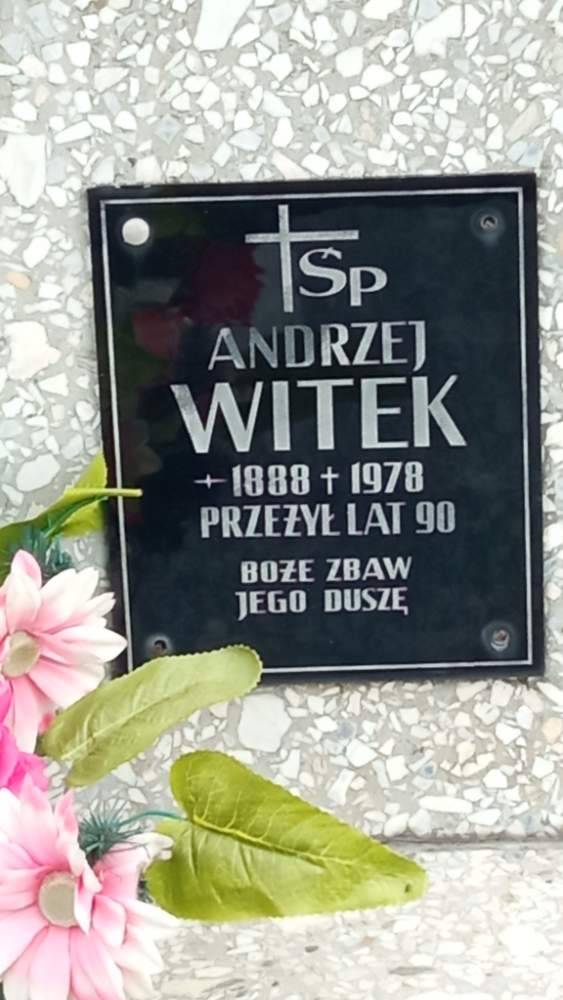 ŚP
ANDRZEJ
WITEK
1888 † 1978
PRZEŻYŁ LAT 90
BOŻE ZBAW
JEGO DUSZĘ